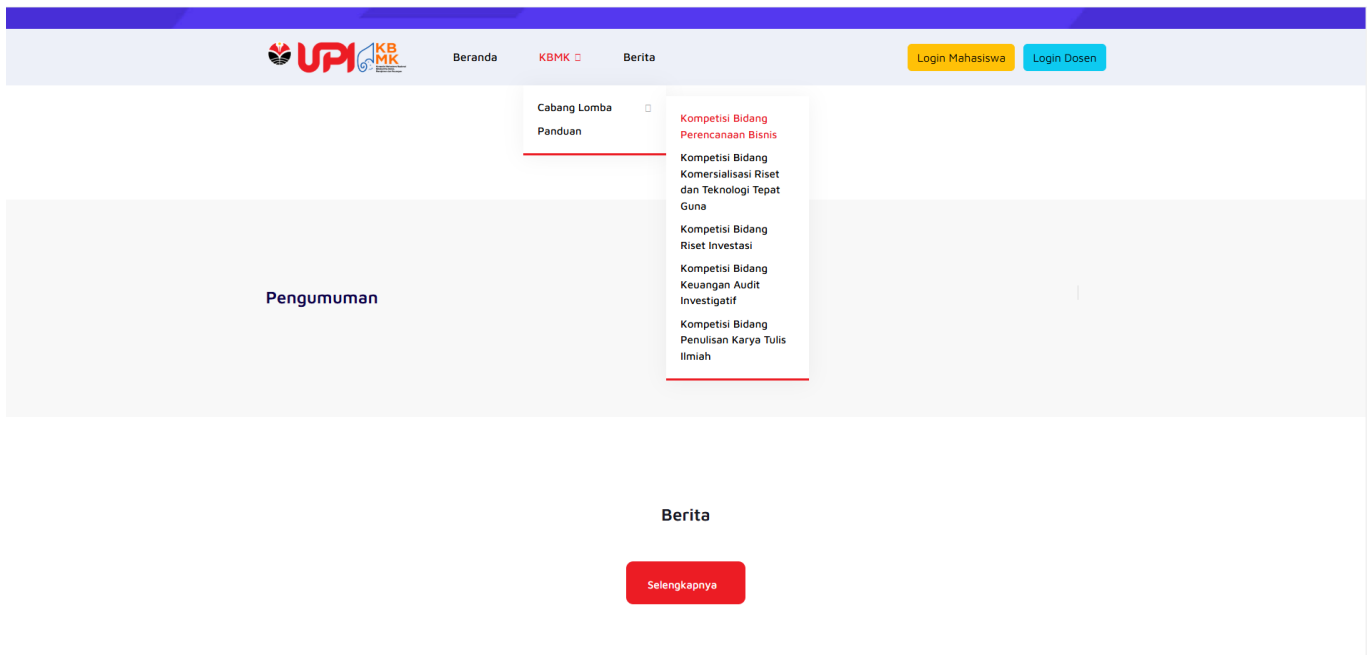 UPI KB
MK
Beranda
KBMK
Berita
Login Mahasiswa
Login Dosen
Cabang Lomba
Panduan
Kompetisi Bidang
Perencanaan Bisnis
Kompetisi Bidang
Komersialisasi Riset
dan Teknologi Tepat
Guna
Kompetisi Bidang
Riset Investasi
Kompetisi Bidang
Keuangan Audit
Investigatif
Kompetisi Bidang
Penulisan Karya Tulis
Ilmiah
Pengumuman
Berita
Selengkapnya